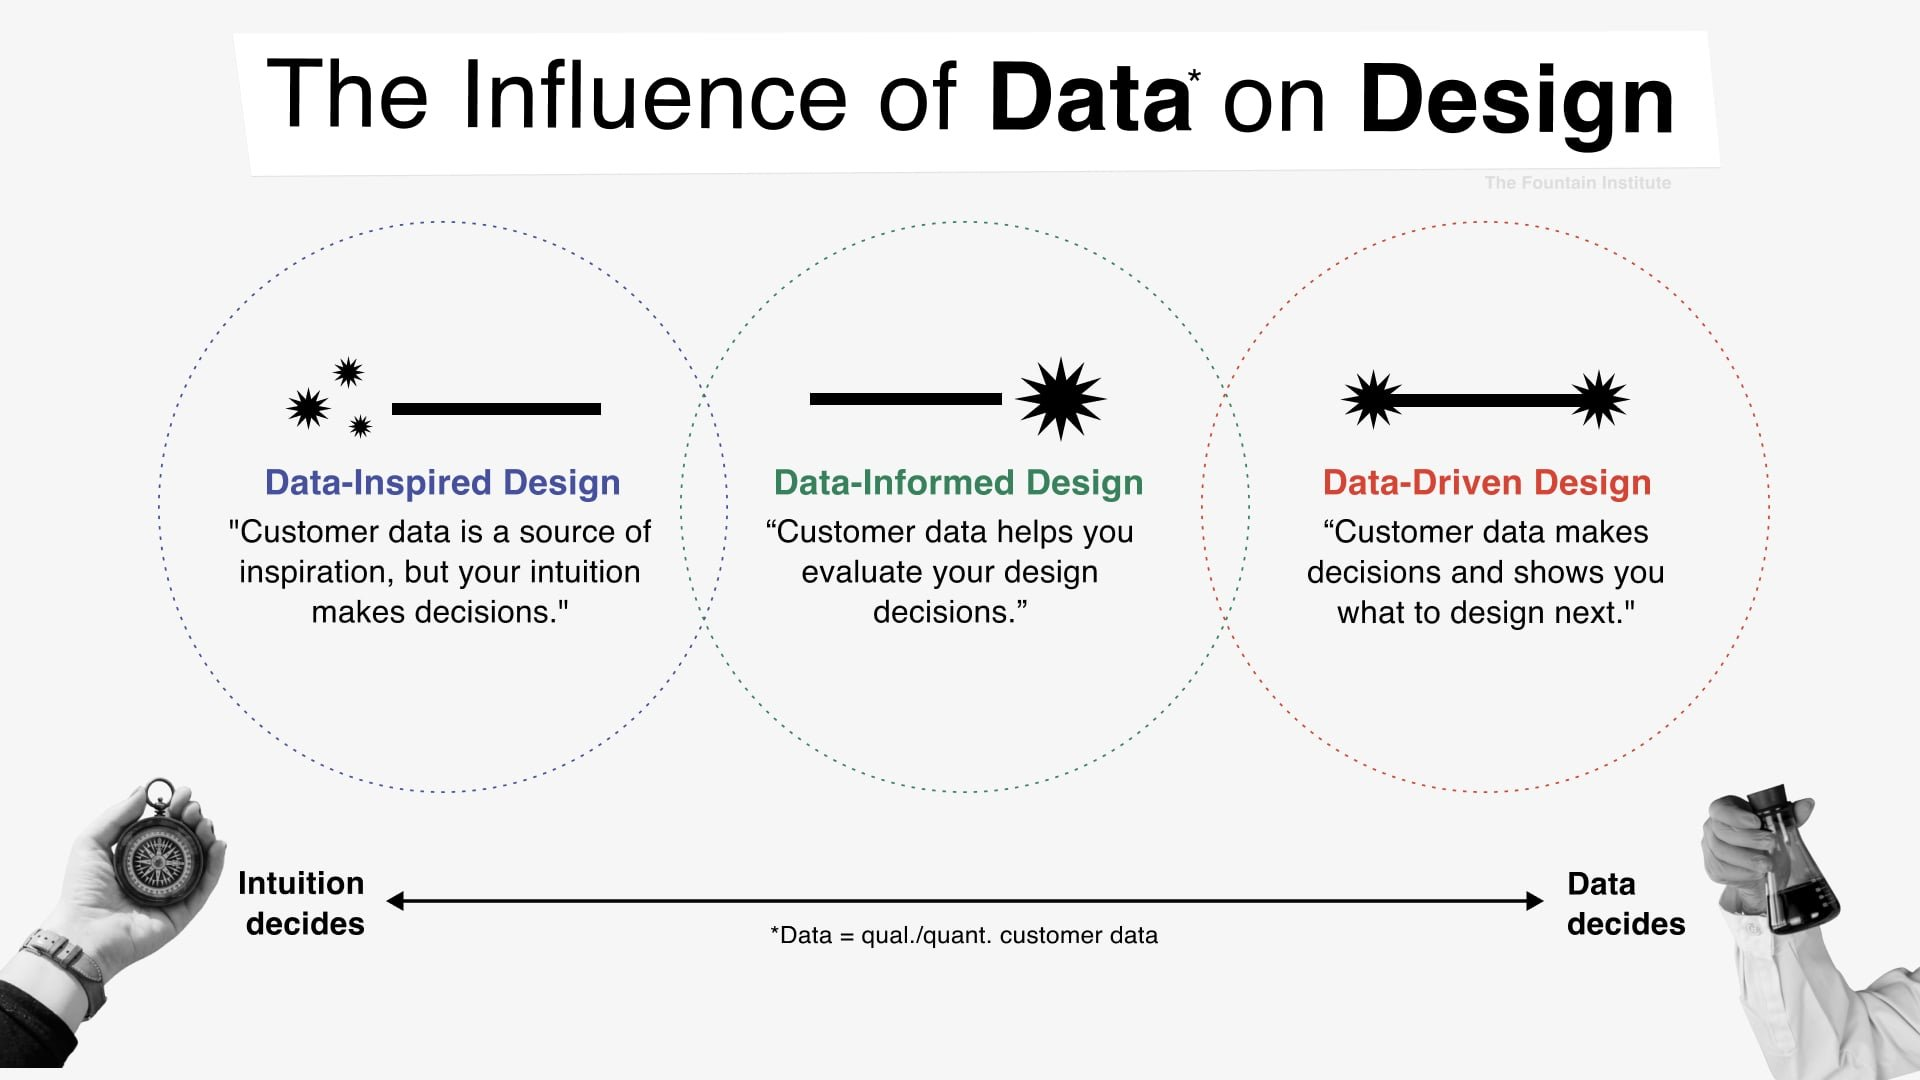 The Influence of Data* on Design
The Fountain Institute
Data-Inspired Design
"Customer data is a source of
inspiration, but your intuition
makes decisions."
Data-Informed Design
“Customer data helps you
evaluate your design
decisions.”
Data-Driven Design
“Customer data makes
decisions and shows you
what to design next."
Intuition
decides
*Data = qual./quant. customer data
Data
decides